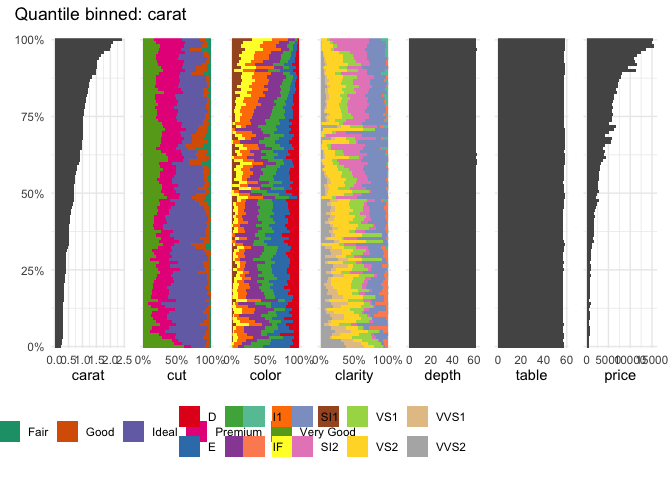 Quantile binned: carat
100%
75%
50%
25%
0%
0.0 0.5 1.0 1.5 2.0 2.5
0% 50% 100%
0% 50% 100%
0% 50% 100%
0 20 40 60
0 20 40 60
0 5000 10000 15000
carat cut color clarity depth table price
Fair Good Ideal Premium Very Good
D I1 SI1 VS1 VVS1
E IF SI2 VS2 VVS2